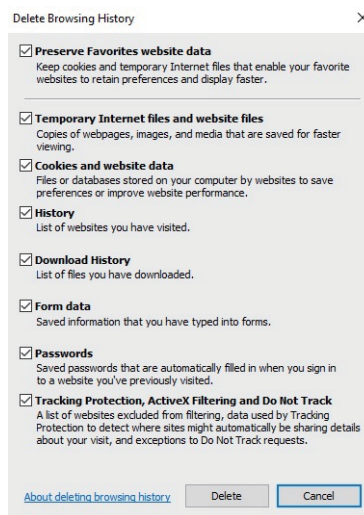 Delete Browsing History
Preserve Favorites website data
Keep cookies and temporary Internet files that enable your favorite
websites to retain preferences and display faster.
Temporary Internet files and website files
Copies of webpages, images, and media that are saved for faster
viewing.
Cookies and website data
Files or databases stored on your computer by websites to save
preferences or improve website performance.
History
List of websites you have visited.
Download History
List of files you have downloaded.
Form data
Saved information that you have typed into forms.
Passwords
Saved passwords that are automatically filled in when you sign in
to a website you've previously visited.
Tracking Protection, ActiveX Filtering and Do Not Track
A list of websites excluded from filtering, data used by Tracking
Protection to detect where sites might automatically be sharing details
about your visit, and exceptions to Do Not Track requests.
About deleting browsing history
Delete
Cancel